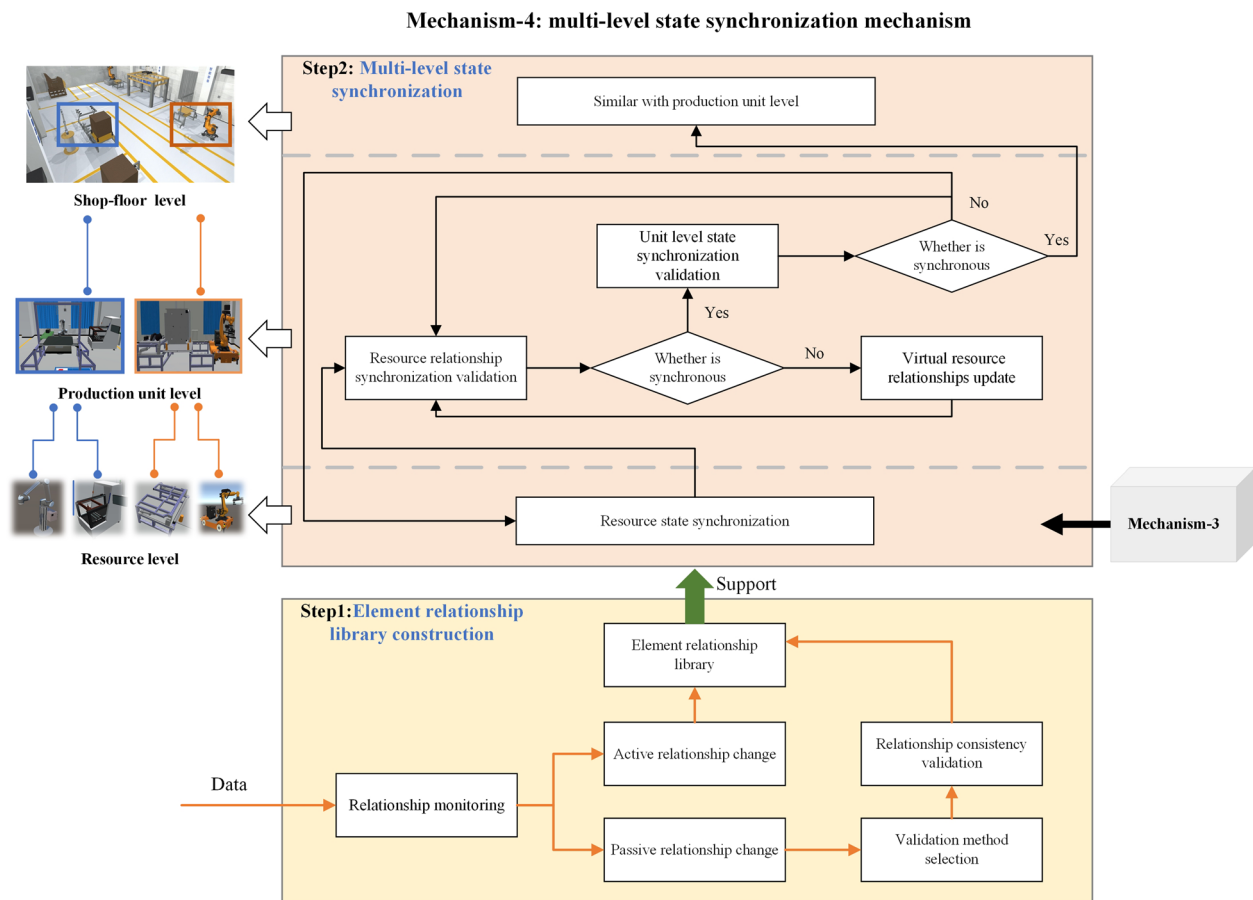 Mechanism-4: multi-level state synchronization mechanism
Step2: Multi-level state
synchronization
Similar with production unit level
Shop-floor level
No
Yes
Unit level state
synchronization
validation
Whether is
synchronous
Yes
Resource relationship
synchronization validation
Whether is
synchronous
No
Virtual resource
relationships update
Production unit level
Resource state synchronization
Resource level
Mechanism-3
Support
Step1:Element relationship
library construction
Element relationship
library
Active relationship change
Relationship consistency
validation
Data
Relationship monitoring
Passive relationship change
Validation method
selection